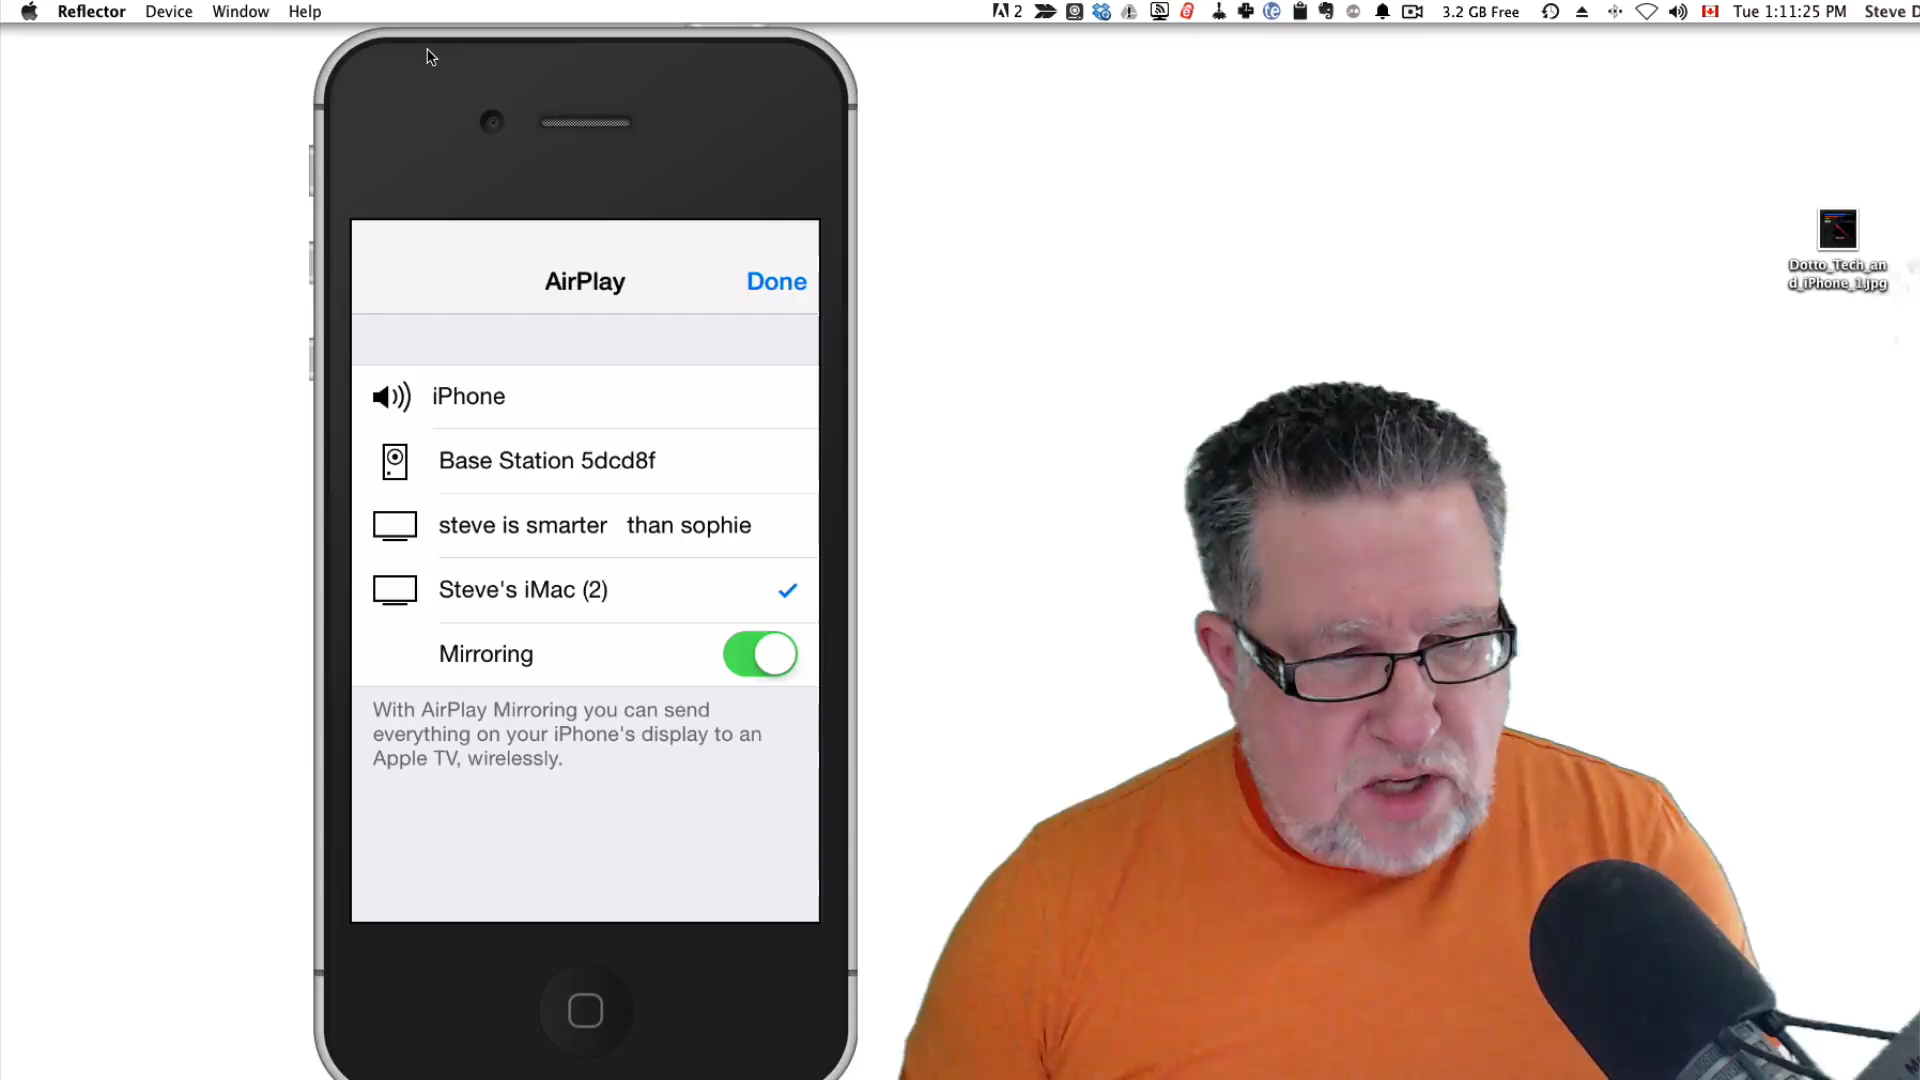 Reflector Device Window Help 2 3.2 GB Free Tue 1:11:25 PM Steve D
AirPlay Done
iPhone
Base Station 5dcd8f
steve is smarter than sophie
Steve's iMac (2)
Mirroring
With AirPlay Mirroring you can send
everything on your iPhone's display to an
Apple TV, wirelessly.
Dotto_Tech_an
d_iPhone_1.jpg